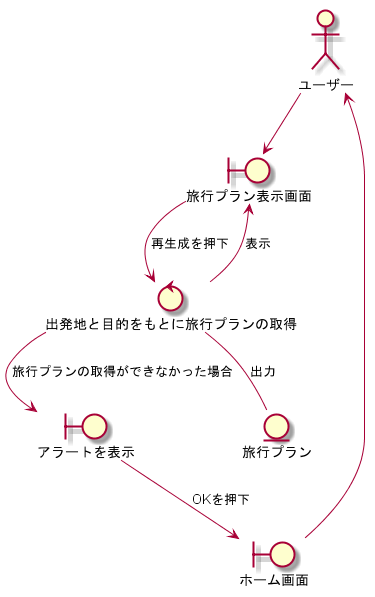 ユーザー
旅行プラン表示画面
再生成を押下
表示
出発地と目的をもとに旅行プランの取得
旅行プランの取得ができなかった場合
出力
アラートを表示
旅行プラン
OKを押下
ホーム画面